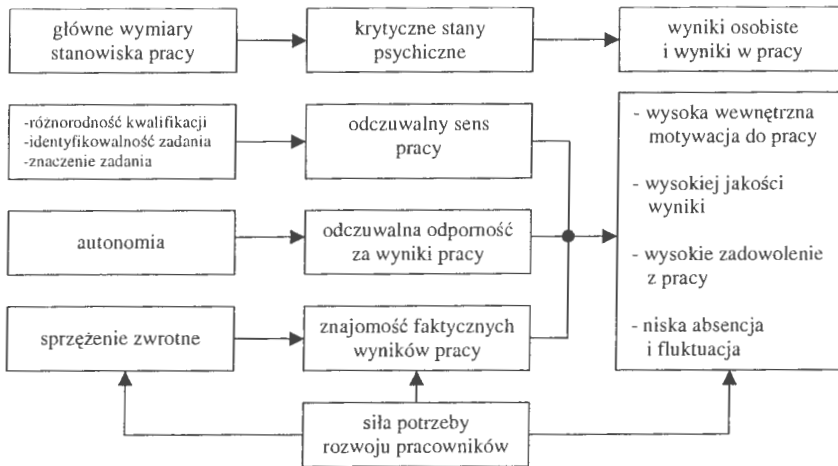 główne wymiary
stanowiska pracy
krytyczne stany
psychiczne
wyniki osobiste
i wyniki w pracy
-różnorodność kwalifikacji
-identyfikowalność zadania
-znaczenie zadania
odczuwalny sens
pracy
- wysoka wewnętrzna
motywacja do pracy
- wysokiej jakości
wyniki
- wysokie zadowolenie
z pracy
- niska absencja
i fluktuacja
autonomia
odczuwalna odporność
za wyniki pracy
sprzężenie zwrotne
znajomość faktycznych
wyników pracy
siła potrzeby
rozwoju pracowników